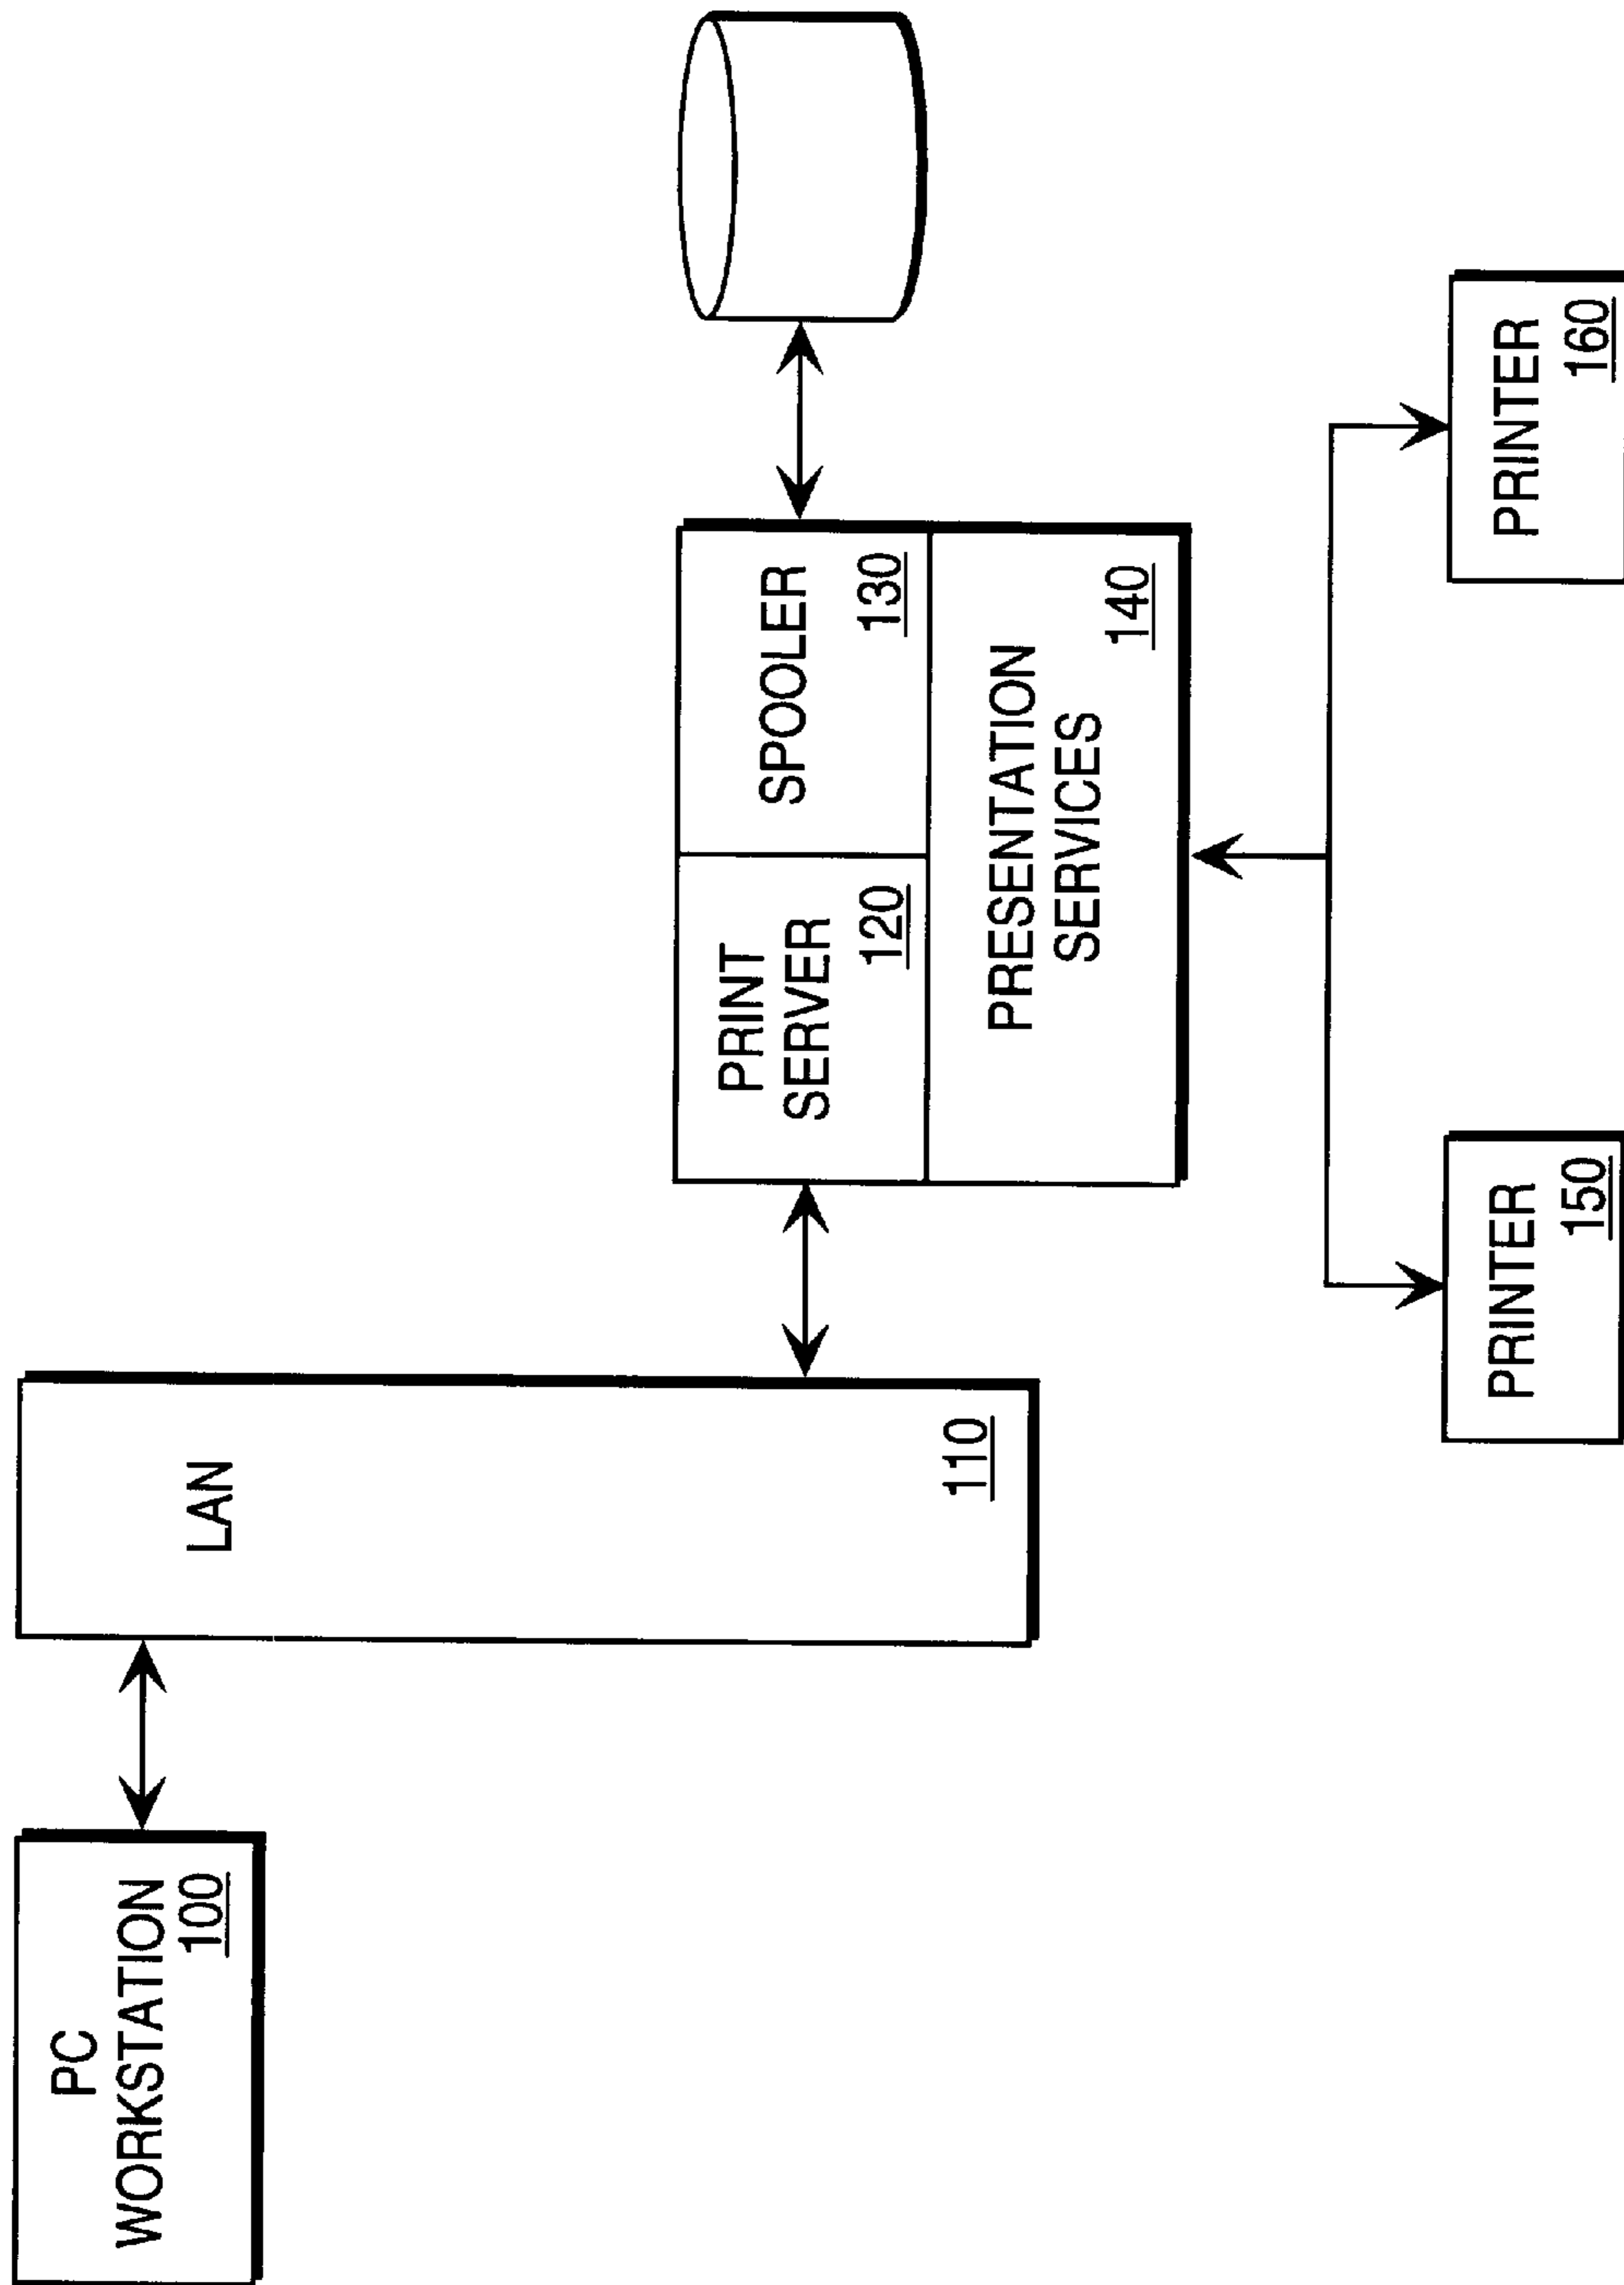 PC
WORKSTATION
100
LAN
110
PRINT
SERVER
120
SPOOLER
130
PRESENTATION
SERVICES
140
PRINTER
150
PRINTER
160